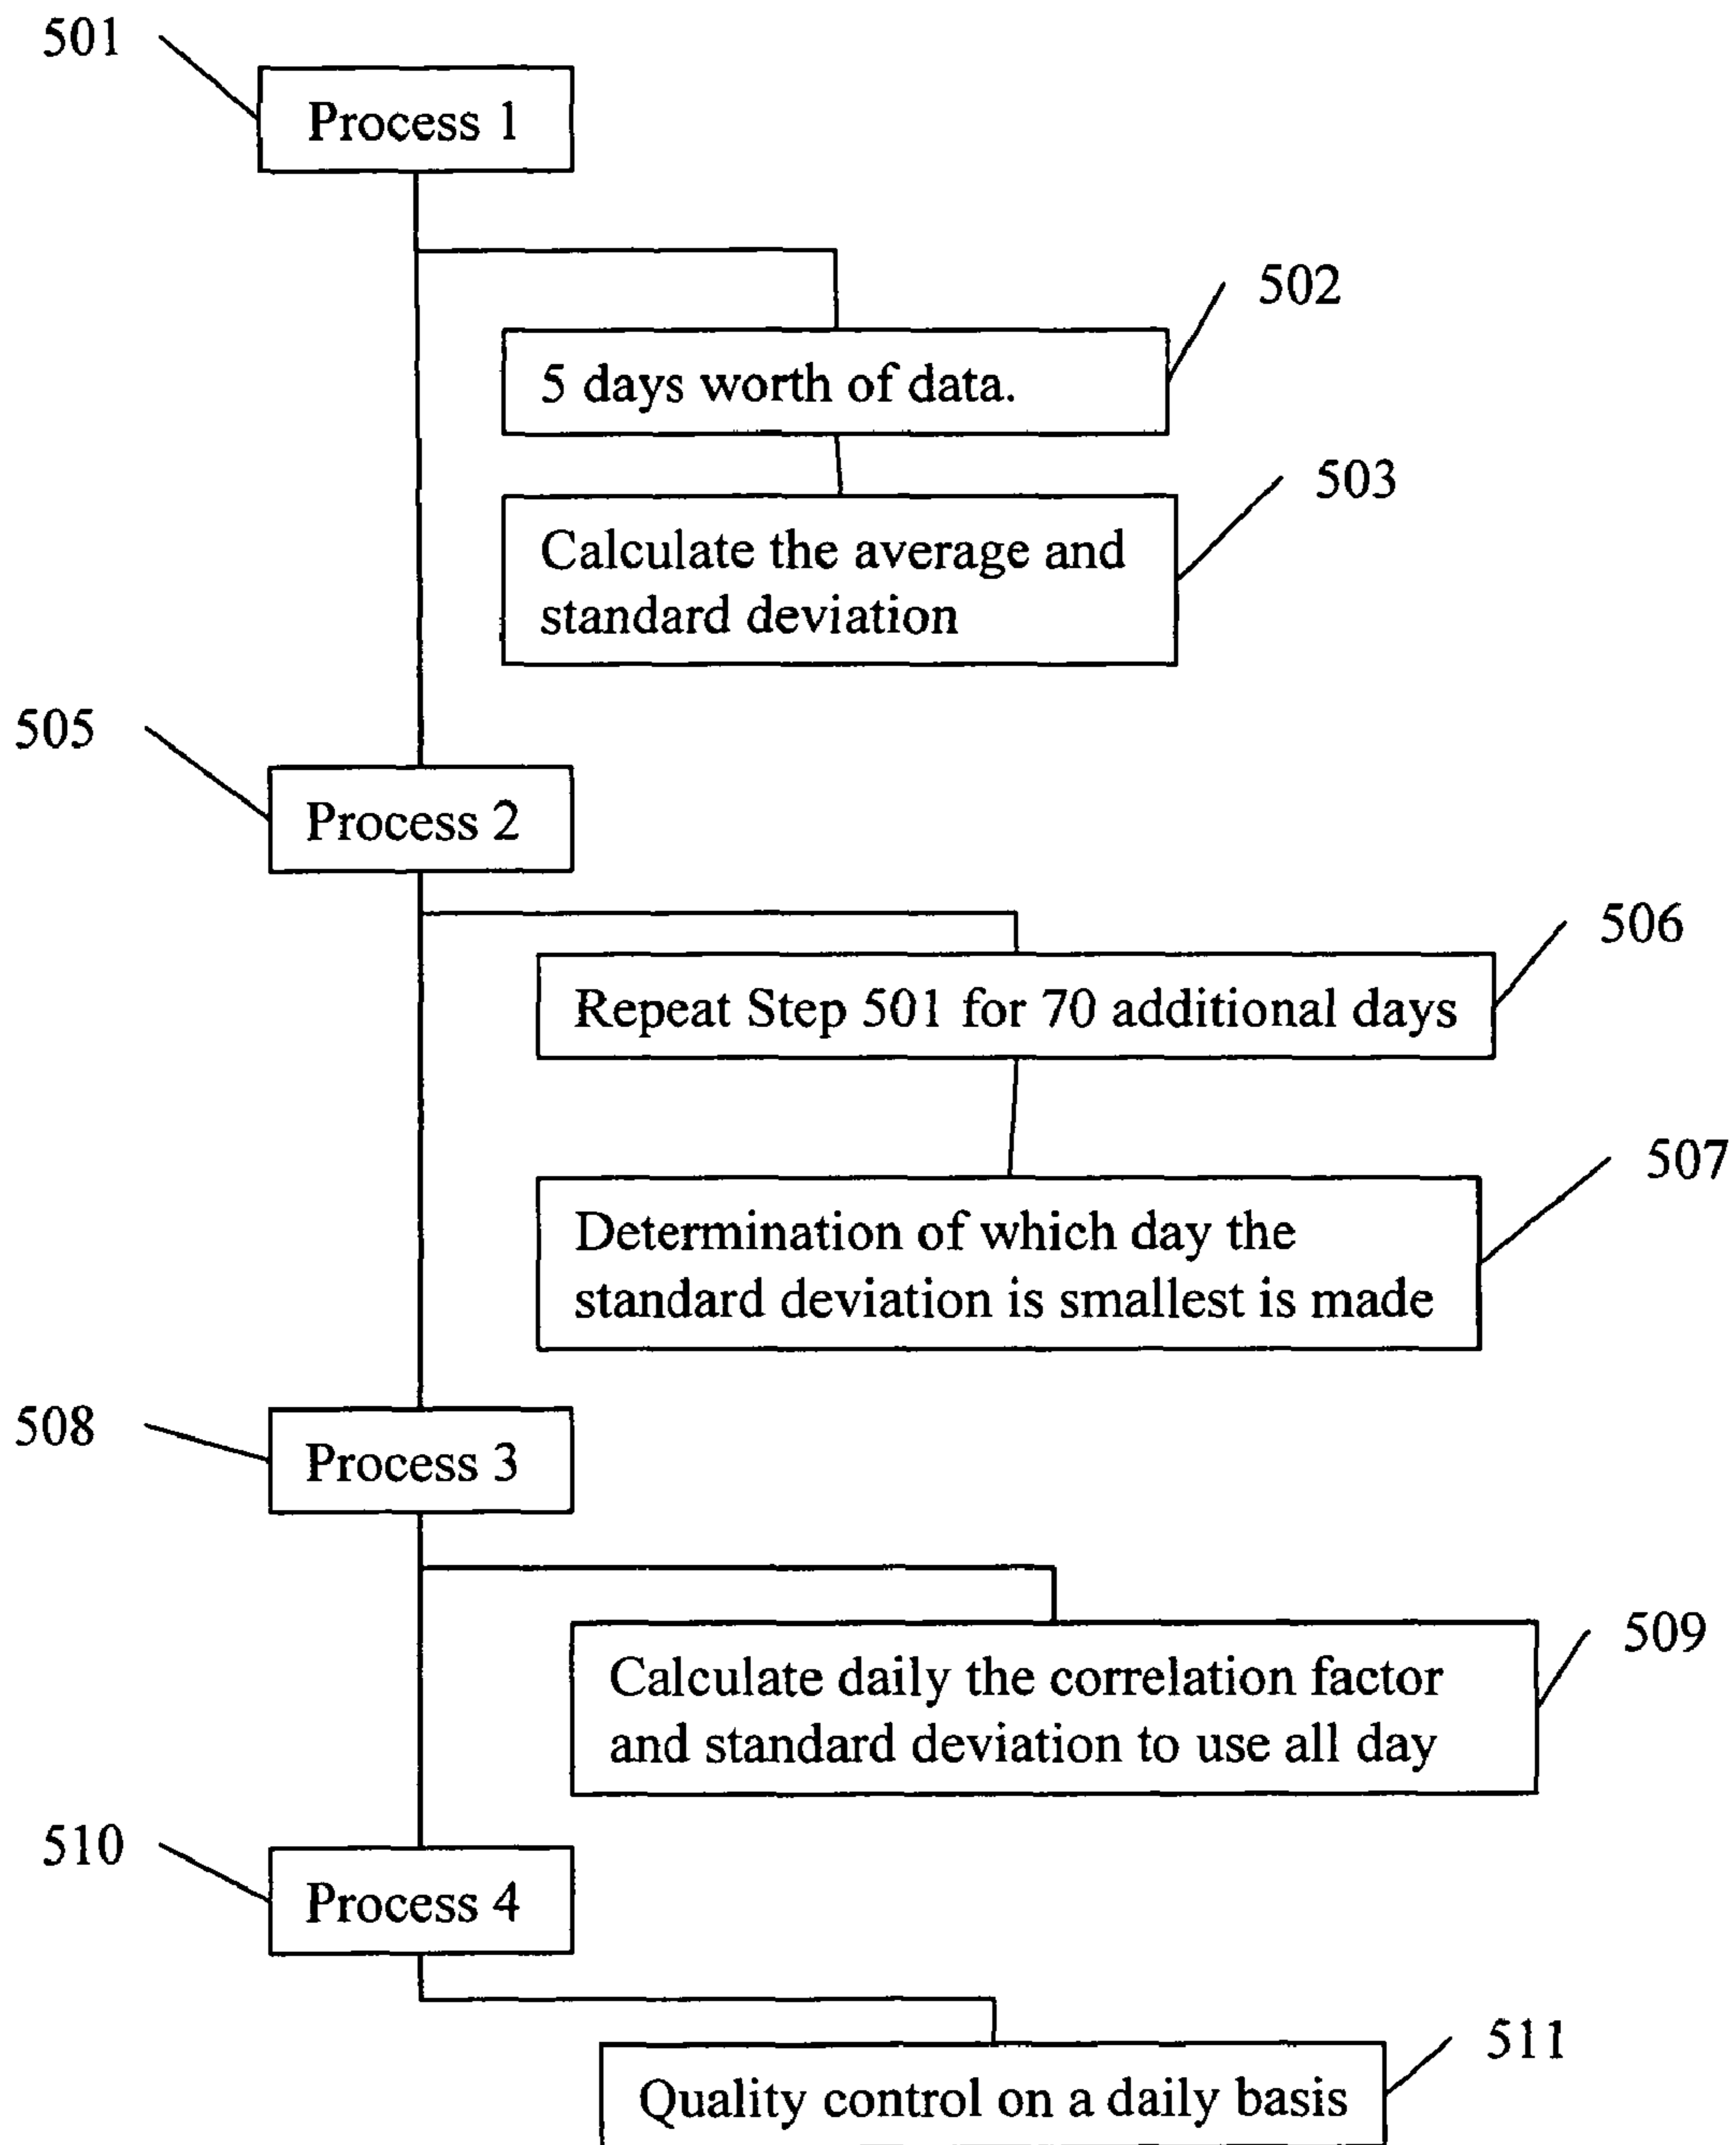 501
Process 1
502
5 days worth of data.
503
Calculate the average and
standard deviation
505
Process 2
506
Repeat Step 501 for 70 additional days
507
Determination of which day the
standard deviation is smallest is made
508
Process 3
509
Calculate daily the correlation factor
and standard deviation to use all day
510
Process 4
511
Quality control on a daily basis